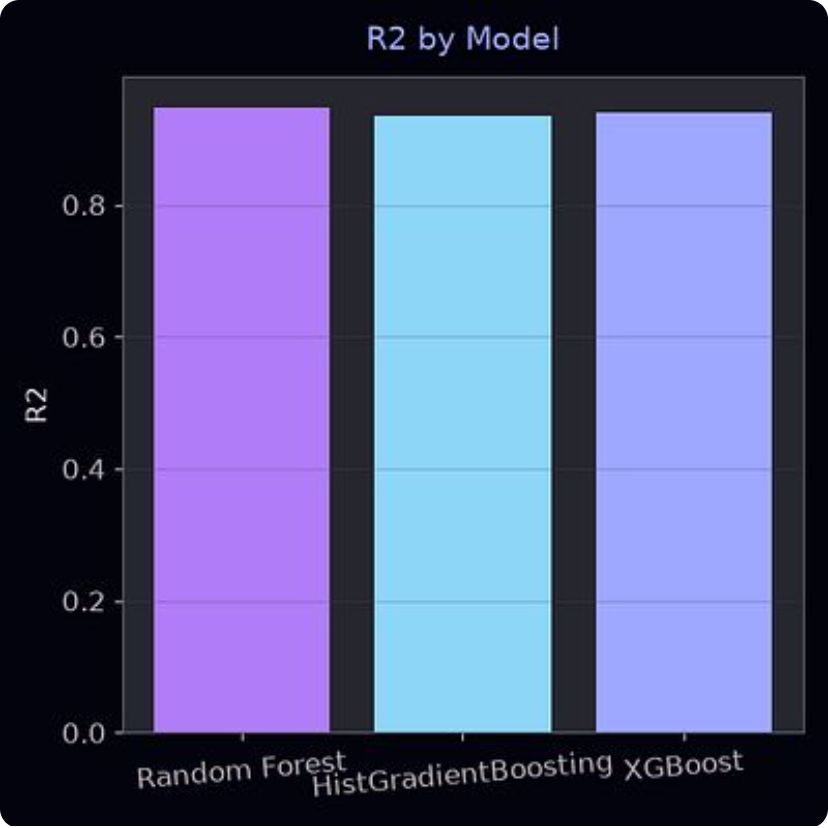 R2 by Model
R2
0.8
0.6
0.4
0.2
0.0
Random Forest
HistGradientBoosting
XGBoost